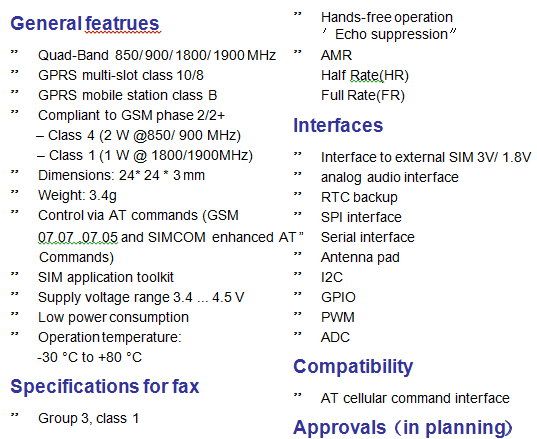 General featrues
” Quad-Band 850/900/1800/1900 MHz
” GPRS multi-slot class 10/8
” GPRS mobile station class B
” Compliant to GSM phase 2/2+
– Class 4 (2 W @850/ 900 MHz)
– Class 1 (1 W @ 1800/1900MHz)
” Dimensions: 24* 24 * 3 mm
” Weight: 3.4g
” Control via AT commands (GSM
07.07 ,07.05 and SIMCOM enhanced AT
Commands)
” SIM application toolkit
” Supply voltage range 3.4 ... 4.5 V
” Low power consumption
” Operation temperature:
-30 °C to +80 °C
Specifications for fax
” Group 3, class 1
” Hands-free operation
′ Echo suppression″
” AMR
Half Rate(HR)
Full Rate(FR)
Interfaces
” Interface to external SIM 3V/ 1.8V
” analog audio interface
” RTC backup
” SPI interface
” Serial interface
” Antenna pad
” I2C
” GPIO
” PWM
” ADC
Compatibility
” AT cellular command interface
Approvals（in planning）